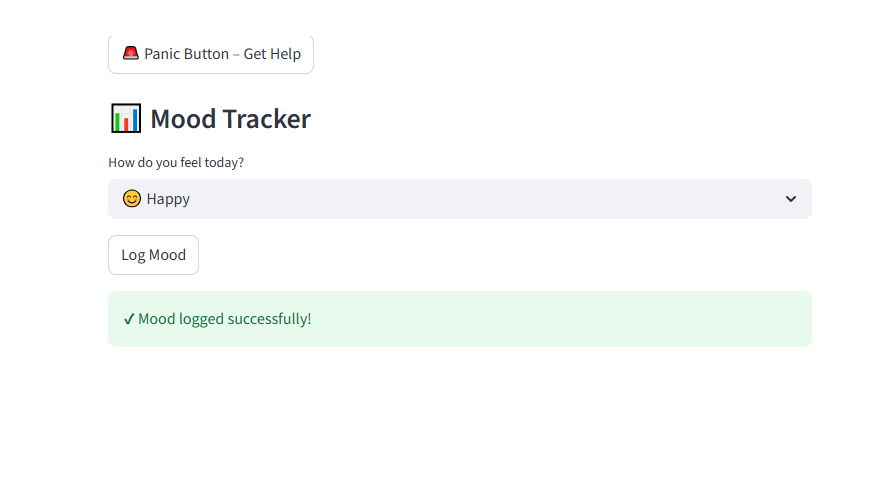 🚨 Panic Button – Get Help
📊 Mood Tracker
How do you feel today?
😊 Happy
Log Mood
✔ Mood logged successfully!